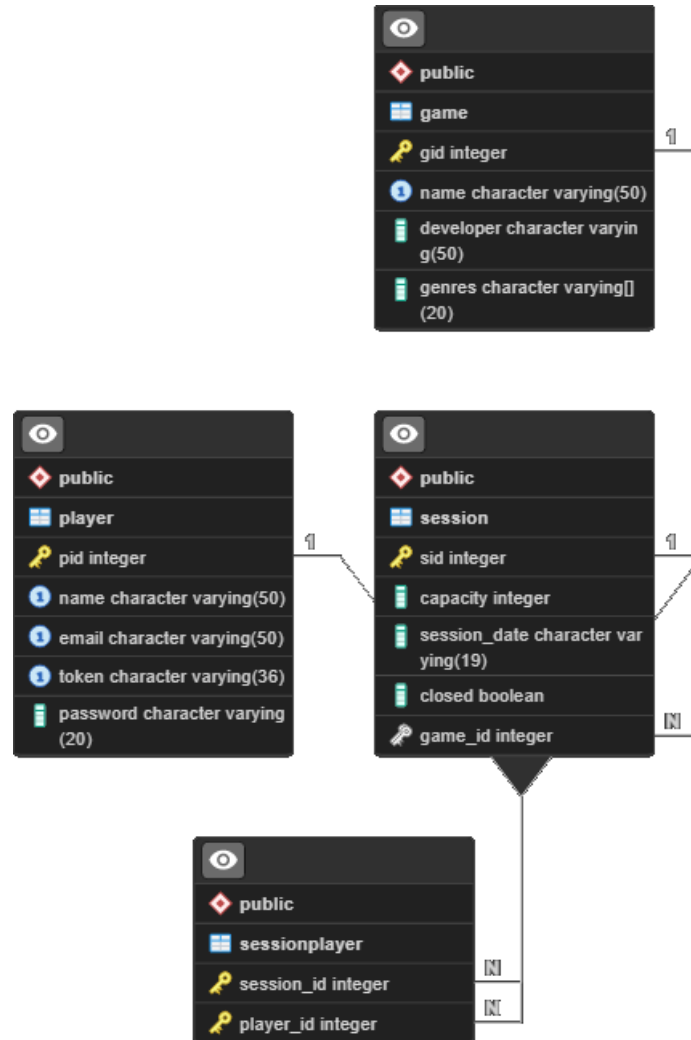 public
game
1
gid integer
name character varying(50)
developer character varyin
g(50)
genres character varying[]
(20)
public
player
1
pid integer
name character varying(50)
email character varying(50)
token character varying(36)
password character varying
(20)
public
session
1
sid integer
capacity integer
session_date character var
ying(19)
closed boolean
N
game_id integer
public
sessionplayer
N
session_id integer
N
player_id integer